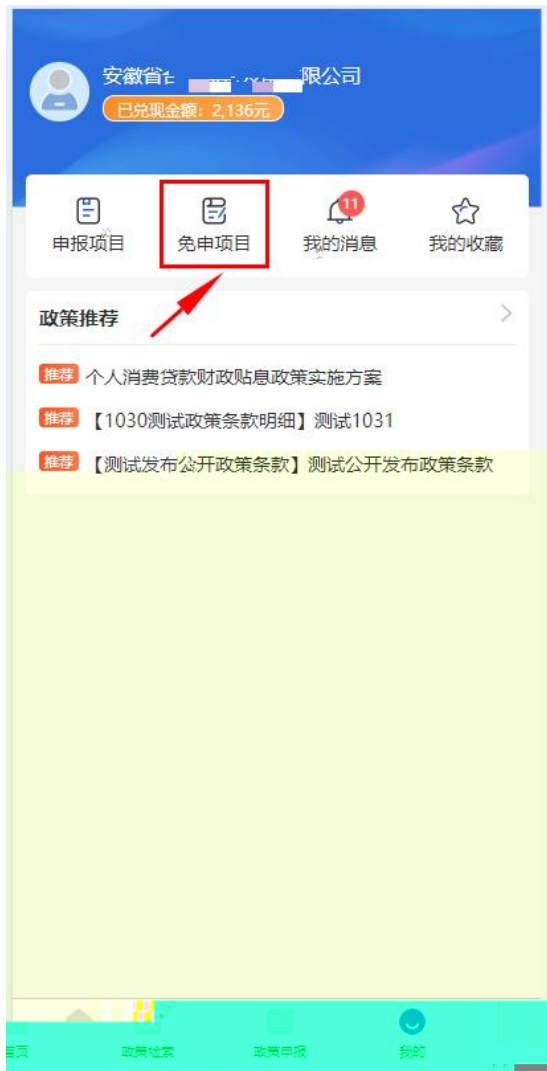 安徽省 限公司
已兑现金额：2,136元
11
申报项目 免申项目 我的消息 我的收藏
政策推荐
推荐 个人消费贷款财政贴息政策实施方案
推荐 【1030测试政策条款明细】测试1031
推荐 【测试发布公开政策条款】测试公开发布政策条款
首页 政策检索 政策申报 我的